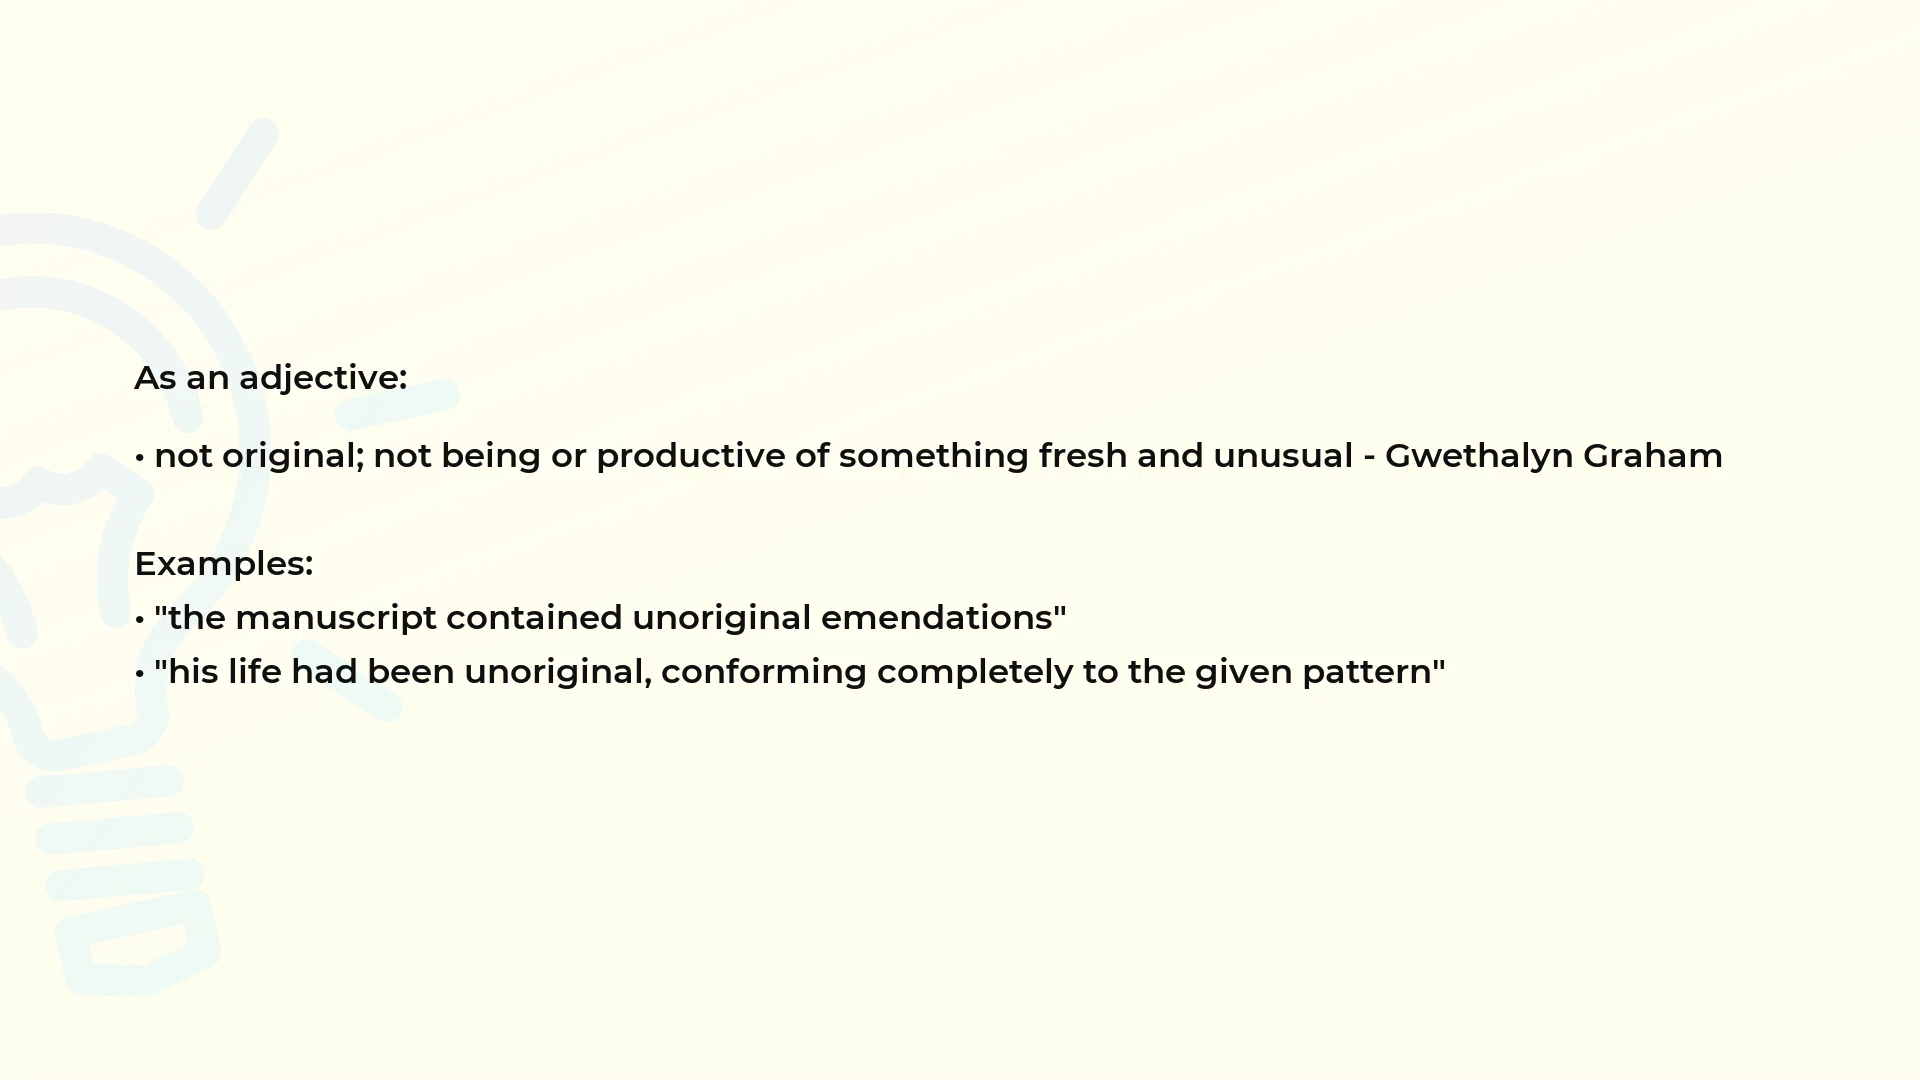 As an adjective:
• not original; not being or productive of something fresh and unusual - Gwethalyn Graham
Examples:
• "the manuscript contained unoriginal emendations"
• "his life had been unoriginal, conforming completely to the given pattern"